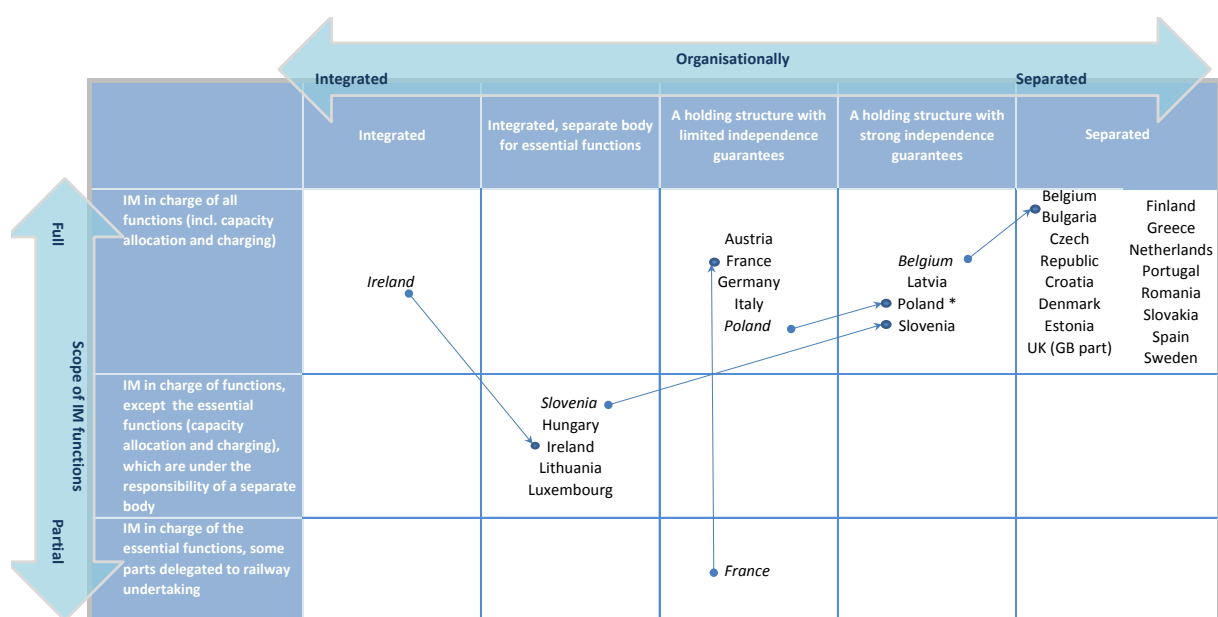 Organisationally
Integrated
Separated
Integrated
Integrated, separate body
for essential functions
A holding structure with
limited independence
guarantees
A holding structure with
strong independence
guarantees
Separated
Scope of IM functions
Full
Partial
IM in charge of all
functions (incl. capacity
allocation and charging)
Ireland
Austria
France
Germany
Italy
Poland
Belgium
Latvia
Poland *
Slovenia
Belgium
Bulgaria
Czech
Republic
Croatia
Denmark
Estonia
UK (GB part)
Finland
Greece
Netherlands
Portugal
Romania
Slovakia
Spain
Sweden
IM in charge of functions,
except the essential
functions (capacity
allocation and charging),
which are under the
responsibility of a separate
body
Slovenia
Hungary
Ireland
Lithuania
Luxembourg
IM in charge of the
essential functions, some
parts delegated to railway
undertaking
France